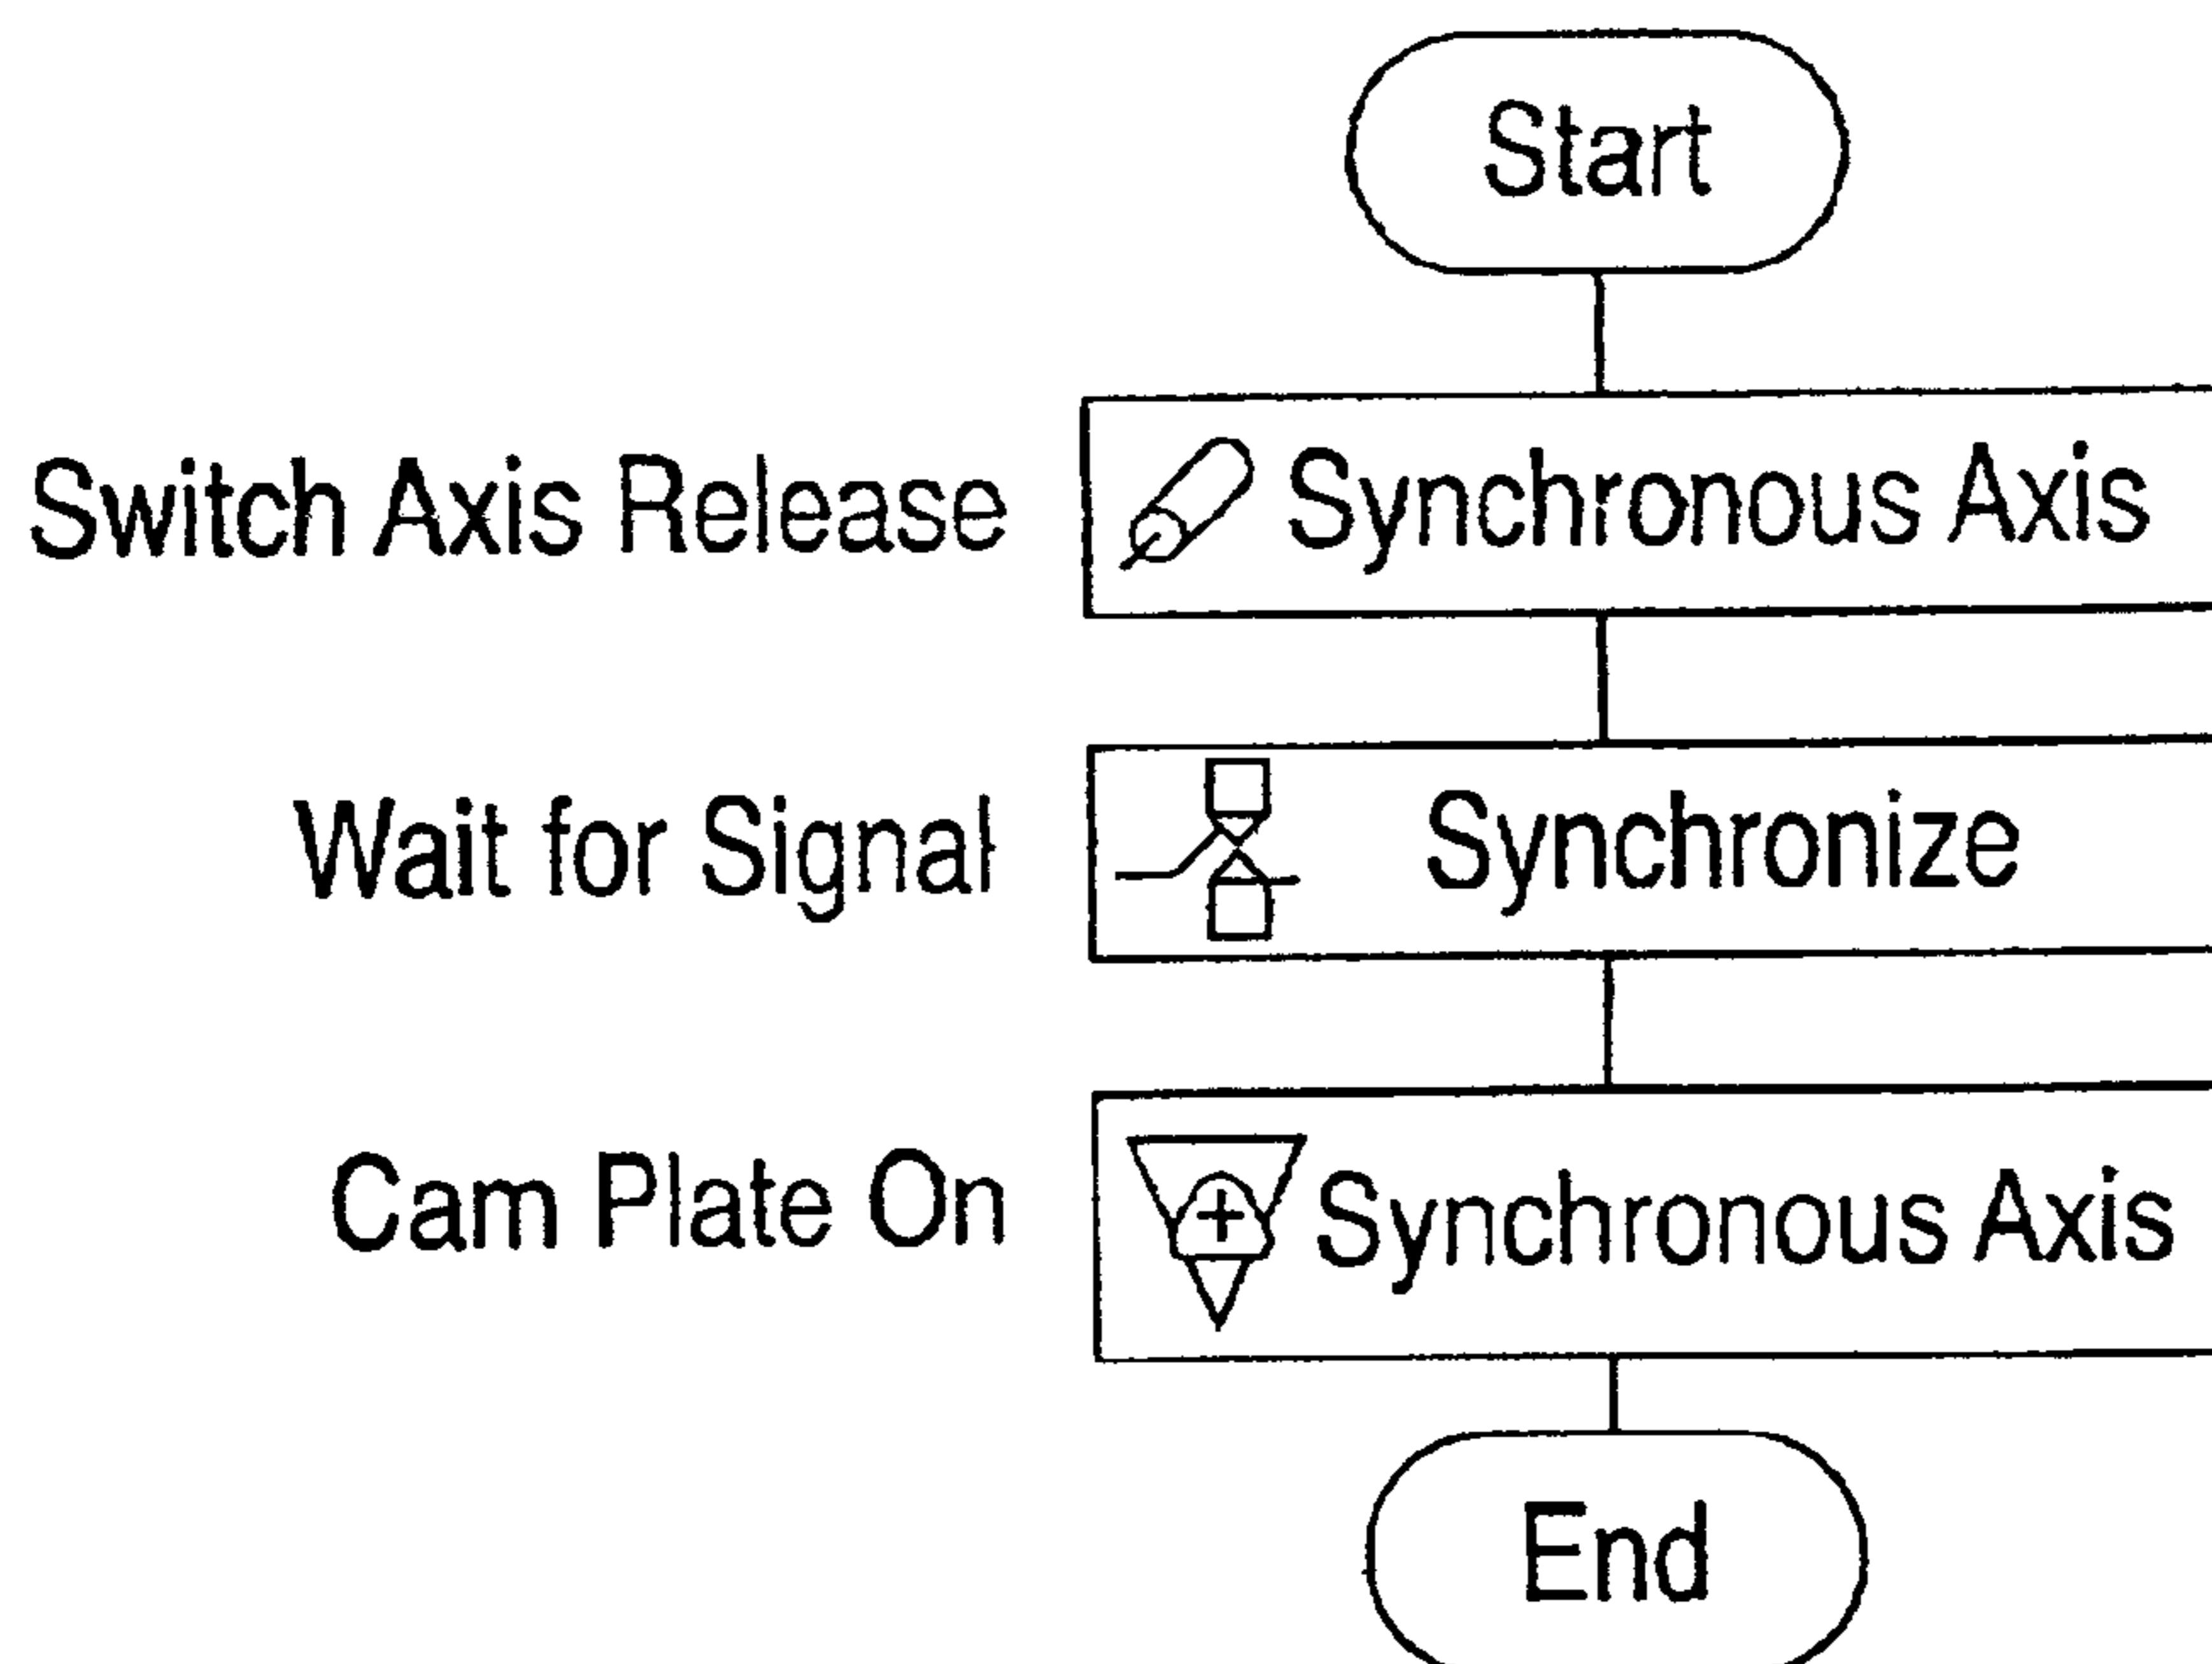 Start
Switch Axis Release
Synchronous Axis
Wait for Signal
Synchronize
Cam Plate On
Synchronous Axis
End